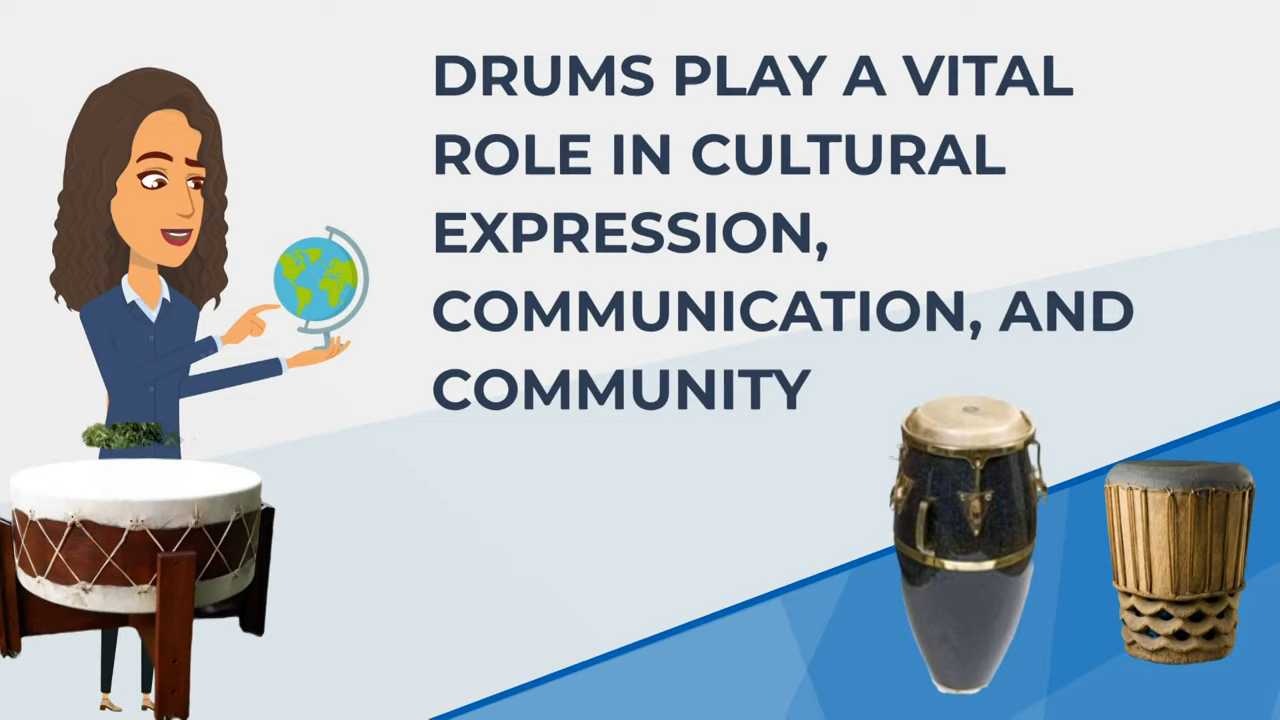 DRUMS PLAY A VITAL
ROLE IN CULTURAL
EXPRESSION,
COMMUNICATION, AND
COMMUNITY